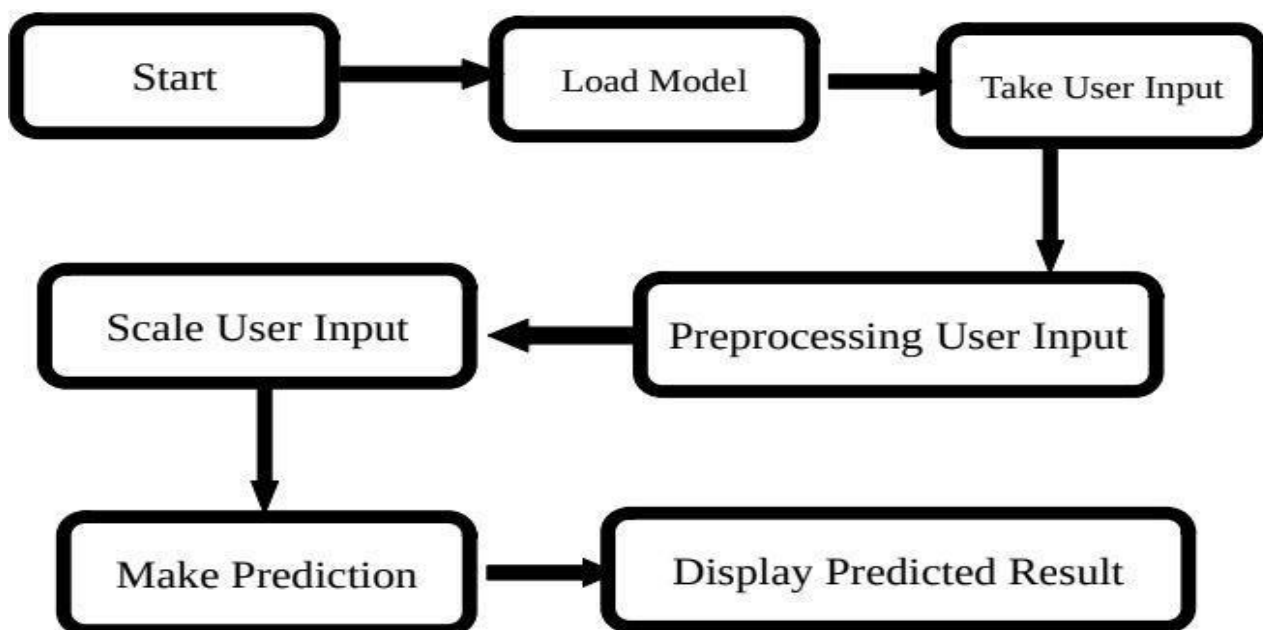 Start
Load Model
Take User Input
Preprocessing User Input
Scale User Input
Make Prediction
Display Predicted Result